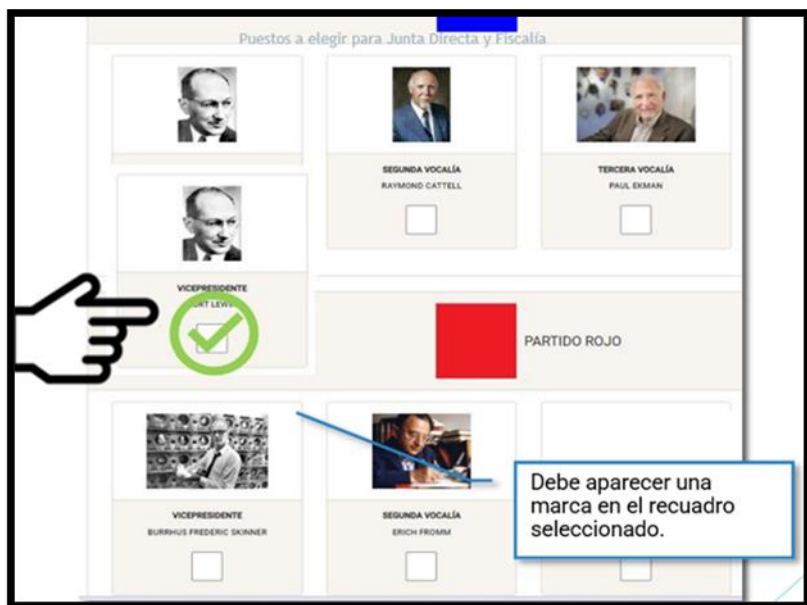 Puestos a elegir para Junta Directa y Fiscalía
SEGUNDA VOCALÍA
RAYMOND CATTELL
TERCERA VOCALÍA
PAUL EKMAN
VICEPRESIDENTE
PARTIDO ROJO
VICEPRESIDENTE
BURRHUS FREDERIC SKINNER
SEGUNDA VOCALÍA
ERICH FROMM
Debe aparecer una
marca en el recuadro
seleccionado.